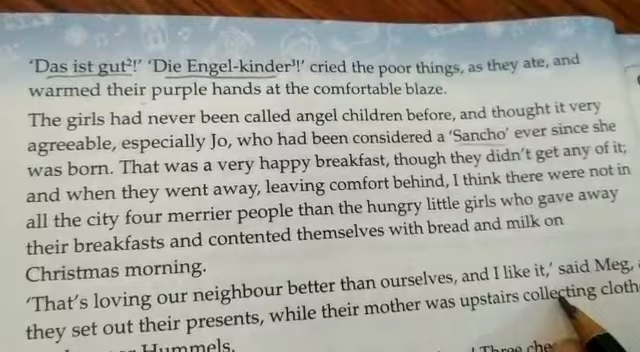 'Das ist gut²!' 'Die Engel-kinder³!' cried the poor things, as they ate, and
warmed their purple hands at the comfortable blaze.
The girls had never been called angel children before, and thought it very
agreeable, especially Jo, who had been considered a 'Sancho' ever since she
was born. That was a very happy breakfast, though they didn't get any of it;
and when they went away, leaving comfort behind, I think there were not in
all the city four merrier people than the hungry little girls who gave away
their breakfasts and contented themselves with bread and milk on
Christmas morning.
'That's loving our neighbour better than ourselves, and I like it,' said Meg,
they set out their presents, while their mother was upstairs collecting cloth
Hummels.
Three che